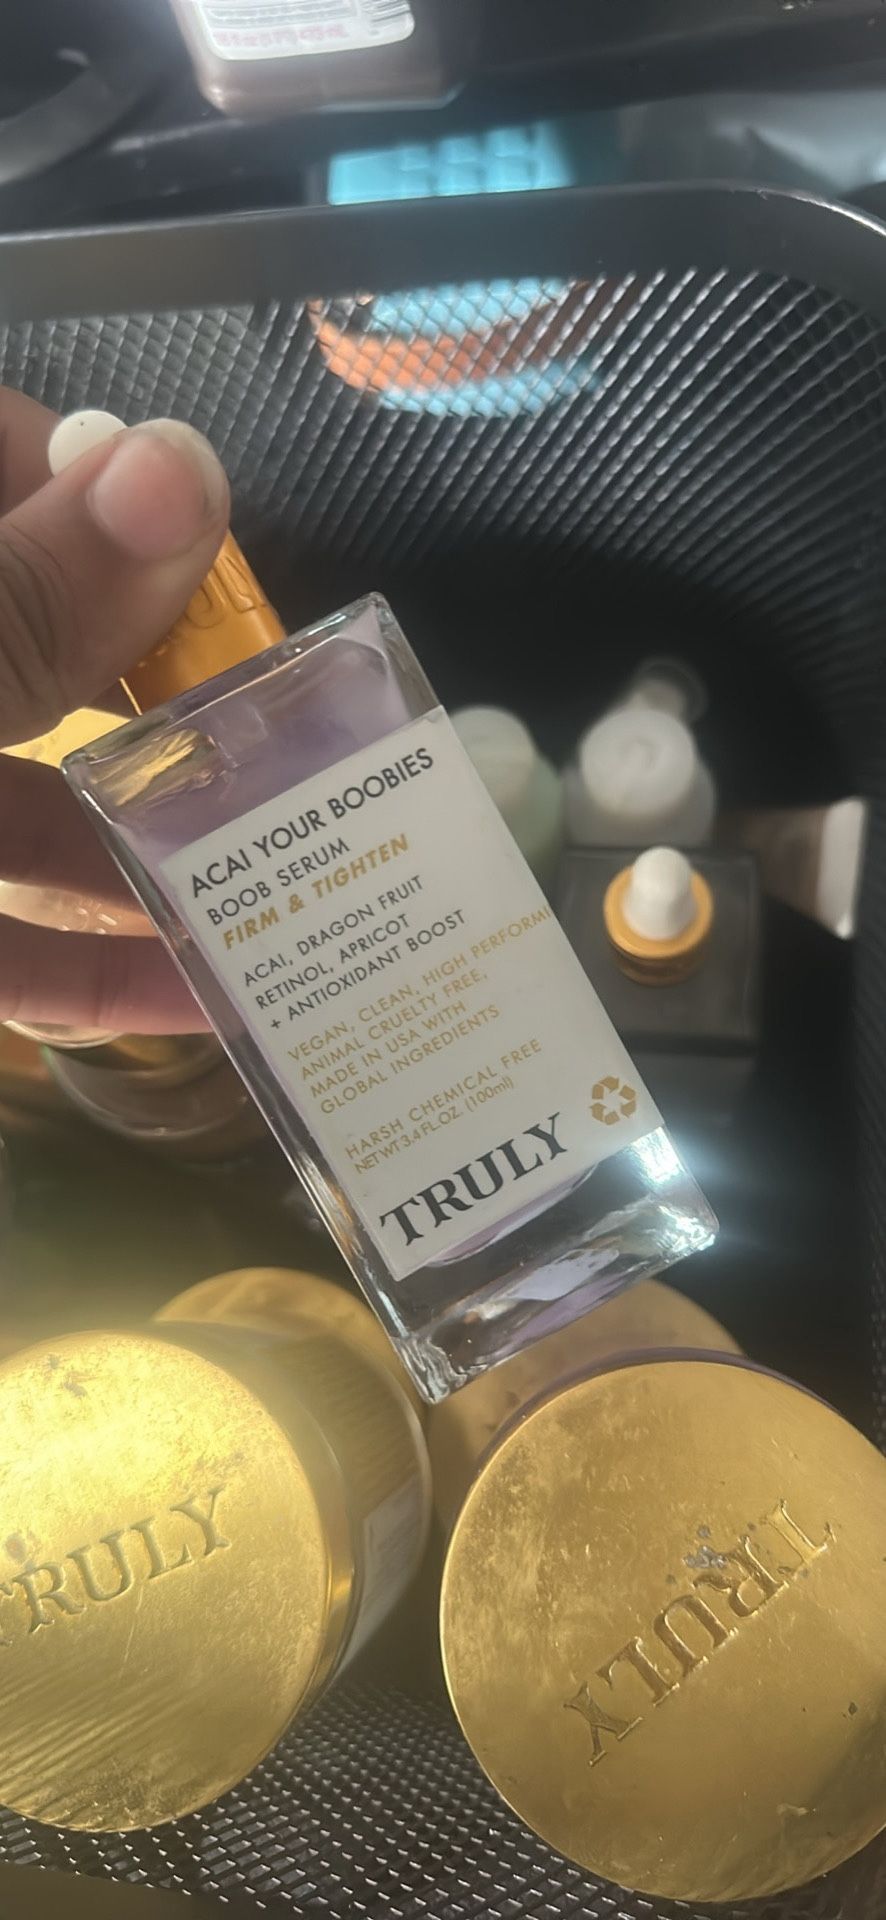 ACAI YOUR BOOBIES
BOOB SERUM
FIRM & TIGHTEN
ACAI, DRAGON FRUIT
RETINOL, APRICOT
+ ANTIOXIDANT BOOST
VEGAN, CLEAN, HIGH PERFORMI
ANIMAL CRUELTY FREE,
MADE IN USA WITH
GLOBAL INGREDIENTS
HARSH CHEMICAL FREE
NET WT 3.4 FL.OZ. (100ml)
TRULY
TRULY
TRULY